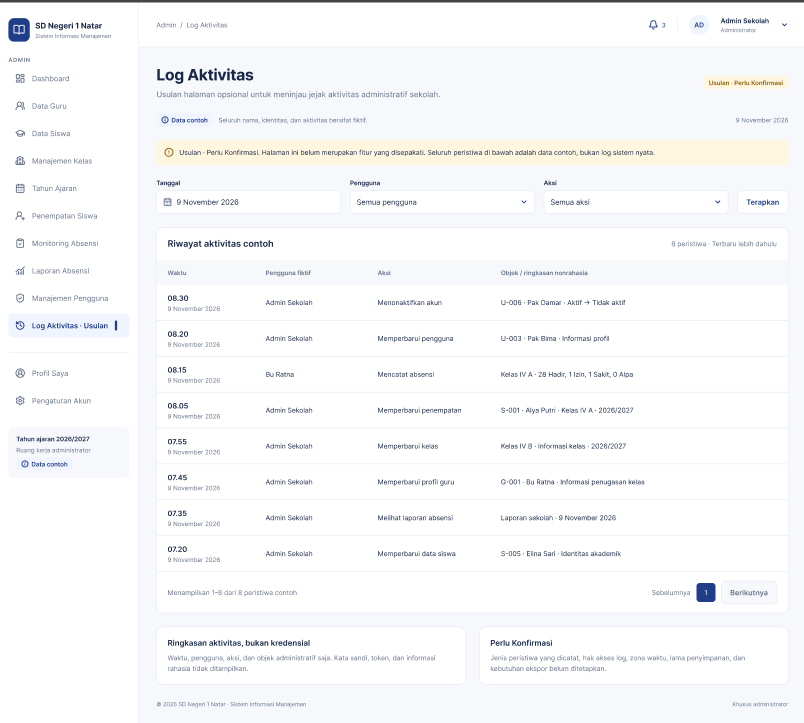 SD Negeri 1 Natar
Sistem Informasi Manajemen
ADMIN
Dashboard
Data Guru
Data Siswa
Manajemen Kelas
Tahun Ajaran
Penempatan Siswa
Monitoring Absensi
Laporan Absensi
Manajemen Pengguna
Log Aktivitas · Usulan
Profil Saya
Pengaturan Akun
Tahun ajaran 2026/2027
Ruang kerja administrator
Data contoh
Admin / Log Aktivitas
3
AD
Admin Sekolah
Administrator
Log Aktivitas
Usulan halaman opsional untuk meninjau jejak aktivitas administratif sekolah.
Usulan · Perlu Konfirmasi
Data contoh Seluruh nama, identitas, dan aktivitas bersifat fiktif.
9 November 2026
Usulan · Perlu Konfirmasi. Halaman ini belum merupakan fitur yang disepakati. Seluruh peristiwa di bawah adalah data contoh, bukan log sistem nyata.
Tanggal Pengguna Aksi
9 November 2026 Semua pengguna Semua aksi Terapkan
Riwayat aktivitas contoh
8 peristiwa · Terbaru lebih dahulu
Waktu Pengguna fiktif Aksi Objek / ringkasan nonrahasia
08.30
9 November 2026
Admin Sekolah Menonaktifkan akun U-006 · Pak Damar · Aktif → Tidak aktif
08.20
9 November 2026
Admin Sekolah Memperbarui pengguna U-003 · Pak Bima · Informasi profil
08.15
9 November 2026
Bu Ratna Mencatat absensi Kelas IV A · 28 Hadir, 1 Izin, 1 Sakit, 0 Alpa
08.05
9 November 2026
Admin Sekolah Memperbarui penempatan S-001 · Alya Putri · Kelas IV A · 2026/2027
07.55
9 November 2026
Admin Sekolah Memperbarui kelas Kelas IV B · Informasi kelas · 2026/2027
07.45
9 November 2026
Admin Sekolah Memperbarui profil guru G-001 · Bu Ratna · Informasi penugasan kelas
07.35
9 November 2026
Admin Sekolah Melihat laporan absensi Laporan sekolah · 9 November 2026
07.20
9 November 2026
Admin Sekolah Memperbarui data siswa S-005 · Elina Sari · Identitas akademik
Menampilkan 1–8 dari 8 peristiwa contoh
Sebelumnya 1 Berikutnya
Ringkasan aktivitas, bukan kredensial
Waktu, pengguna, aksi, dan objek administratif saja. Kata sandi, token, dan informasi
rahasia tidak ditampilkan.
Perlu Konfirmasi
Jenis peristiwa yang dicatat, hak akses log, zona waktu, lama penyimpanan, dan
kebutuhan ekspor belum ditetapkan.
© 2026 SD Negeri 1 Natar · Sistem Informasi Manajemen
Khusus administrator